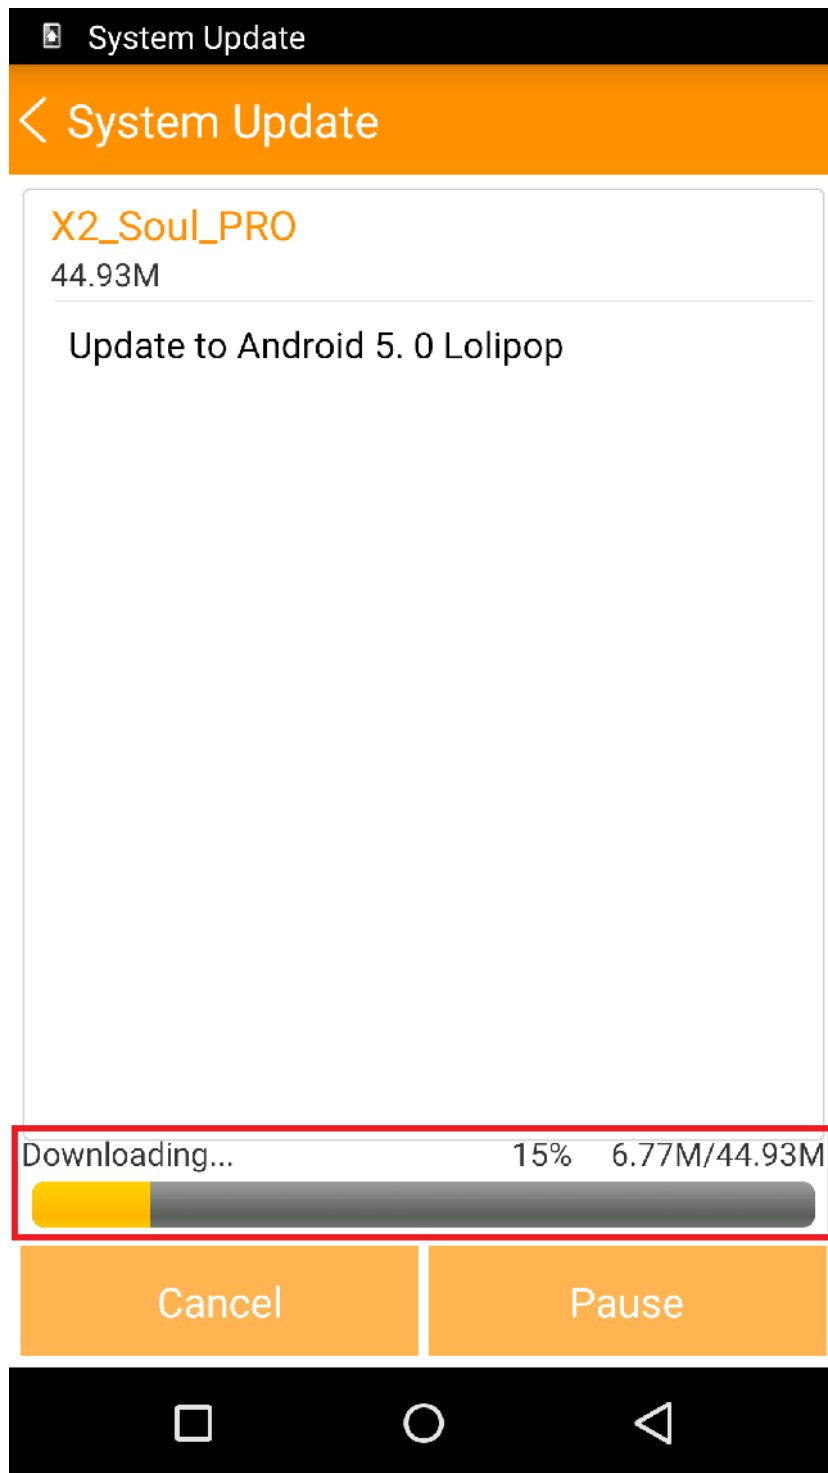 System Update
System Update
X2_Soul_PRO
44.93M
Update to Android 5. 0 Lolipop
Downloading... 15% 6.77M/44.93M
Cancel Pause